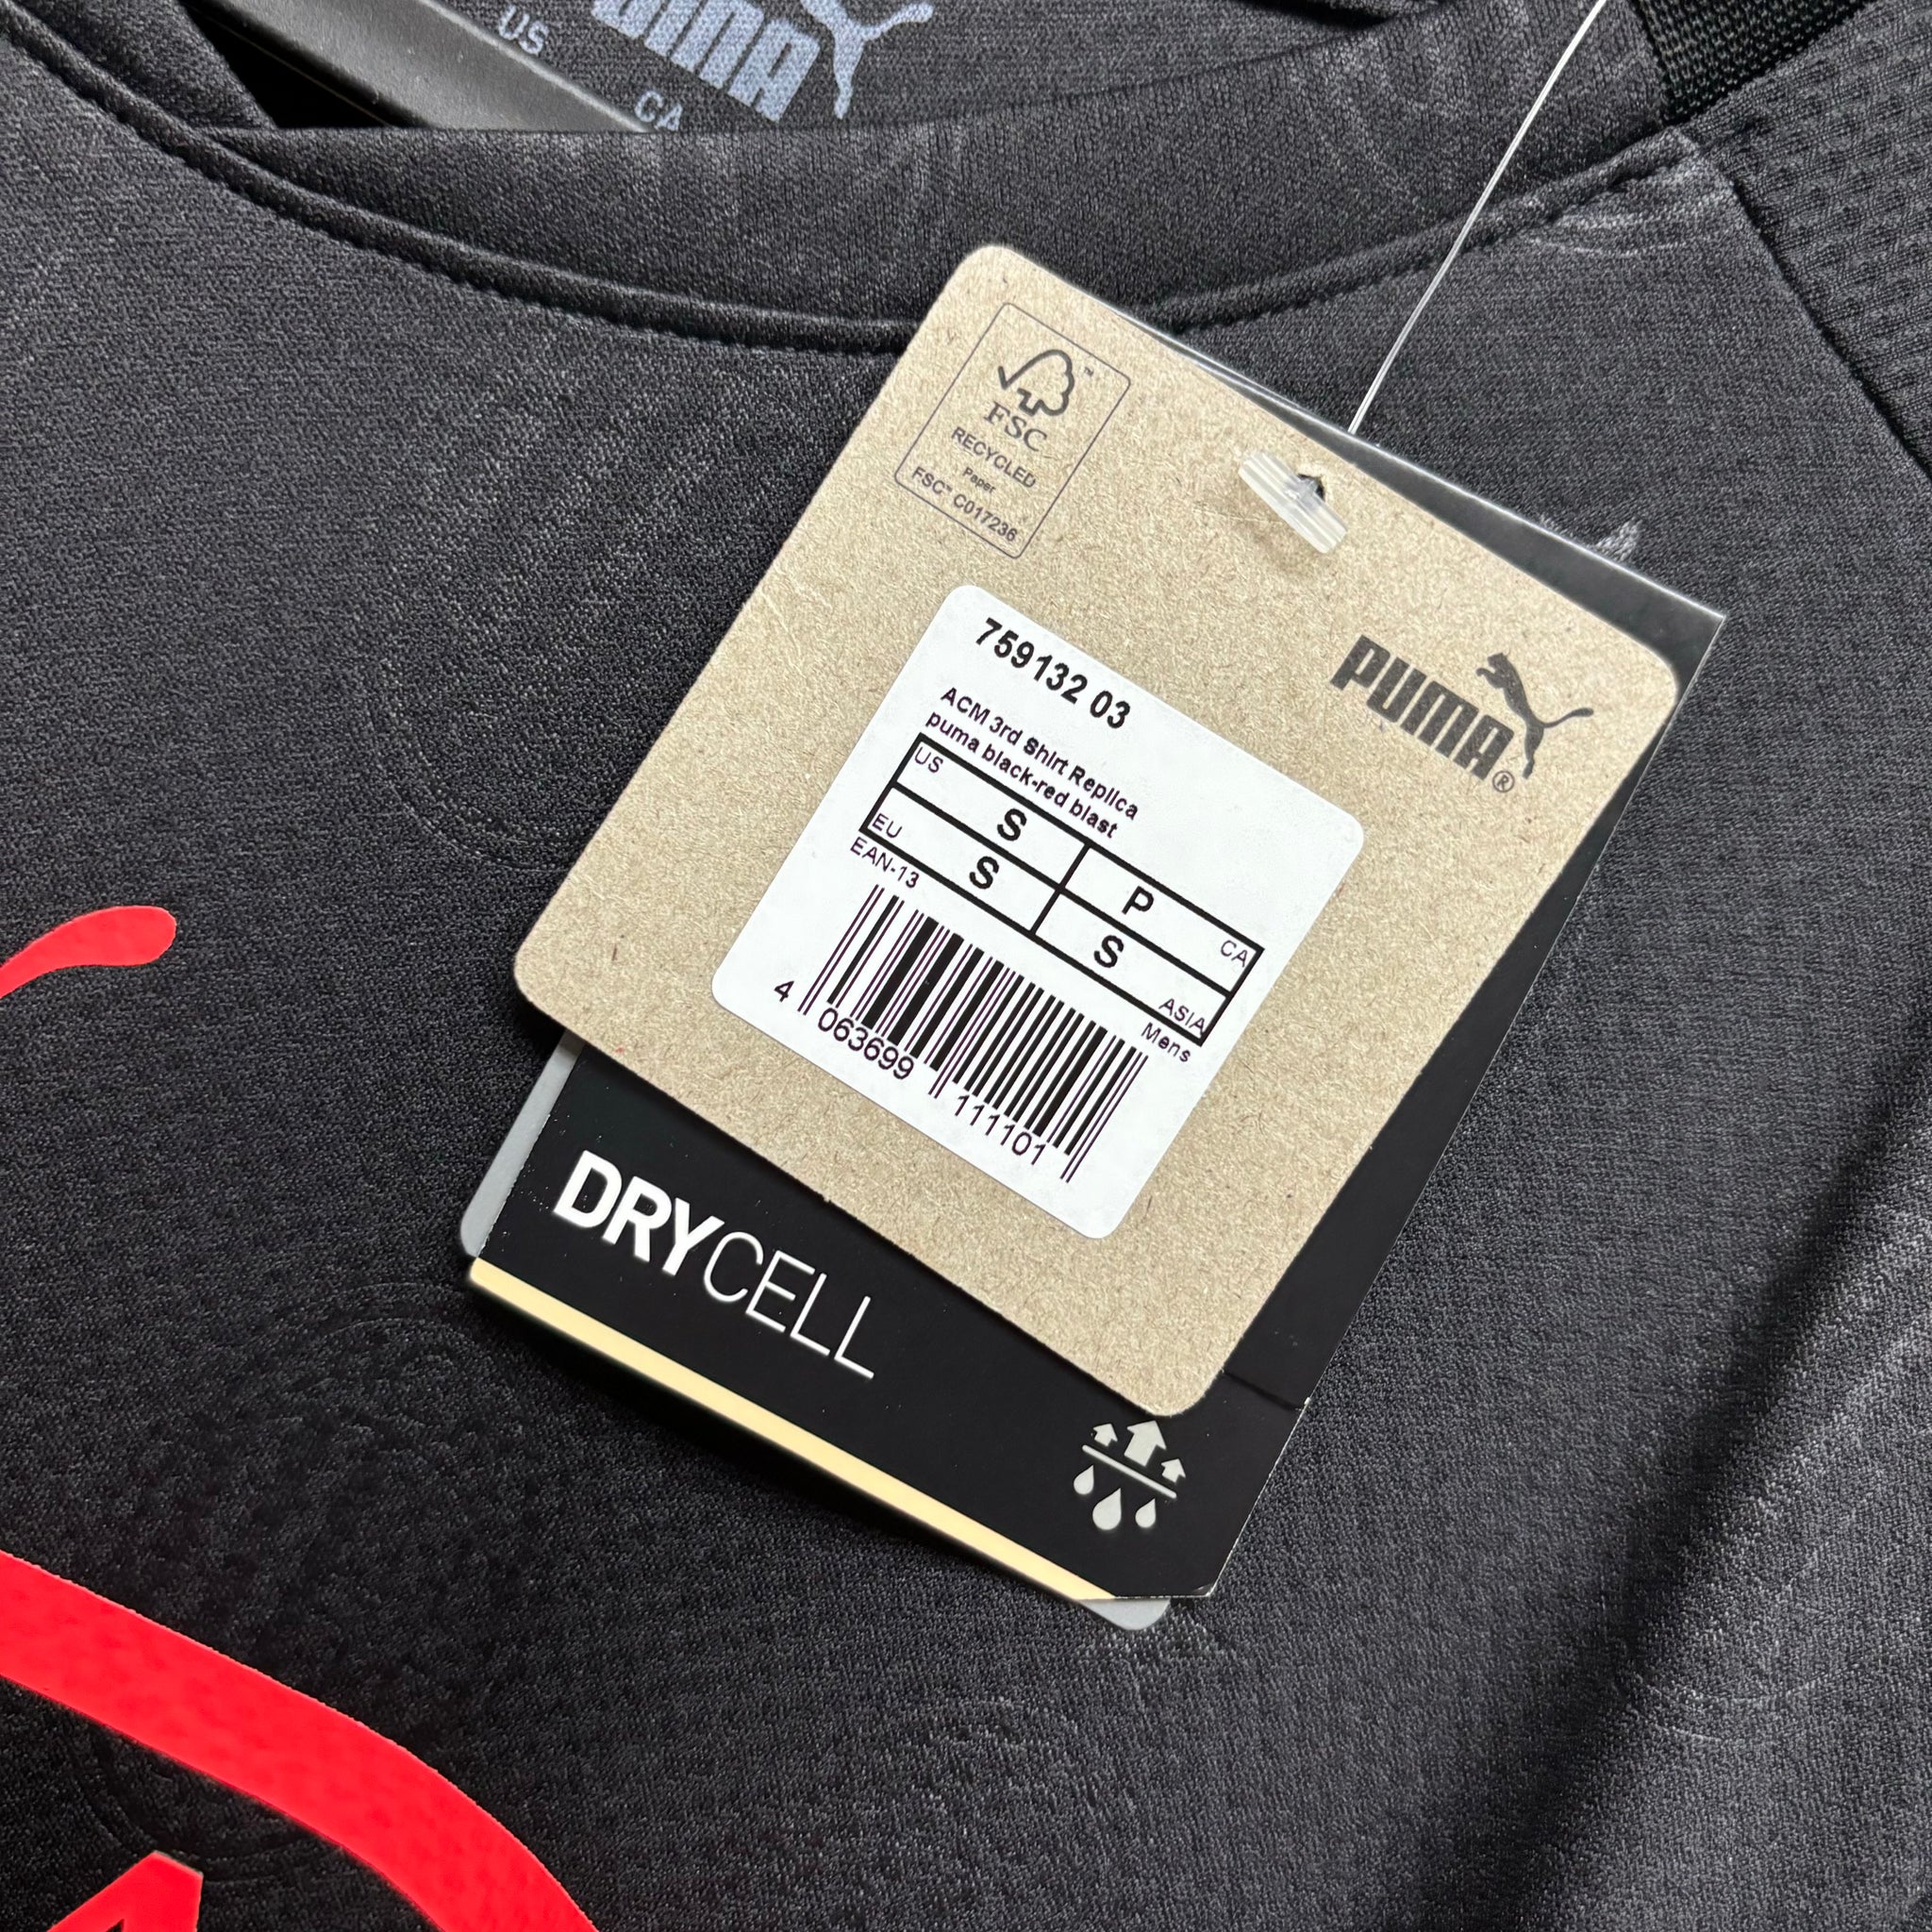 PUMA
US
CA
FSC
RECYCLED
Paper
FSC™ C017236
PUMA®
759132 03
ACM 3rd Shirt Replica
puma black-red blast
US S P CA
EU S S ASIA
EAN-13 Mens
4 063699 111101
DRYCELL